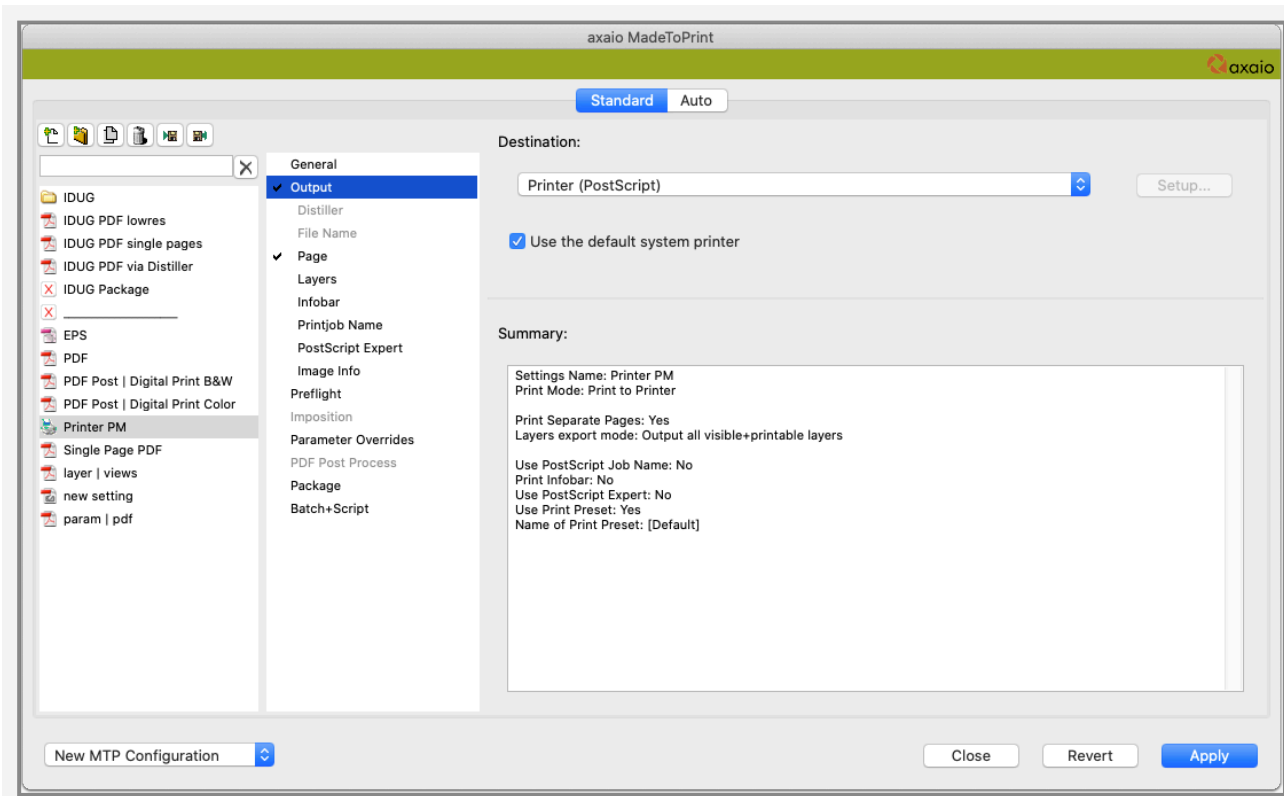 axaio MadeToPrint
axaio
Standard
Auto
IDUG
IDUG PDF lowres
IDUG PDF single pages
IDUG PDF via Distiller
IDUG Package
_________________
EPS
PDF
PDF Post | Digital Print B&W
PDF Post | Digital Print Color
Printer PM
Single Page PDF
layer | views
new setting
param | pdf
General
Output
Distiller
File Name
Page
Layers
Infobar
Printjob Name
PostScript Expert
Image Info
Preflight
Imposition
Parameter Overrides
PDF Post Process
Package
Batch+Script
Destination:
Printer (PostScript)
Setup...
Use the default system printer
Summary:
Settings Name: Printer PM
Print Mode: Print to Printer
Print Separate Pages: Yes
Layers export mode: Output all visible+printable layers
Use PostScript Job Name: No
Print Infobar: No
Use PostScript Expert: No
Use Print Preset: Yes
Name of Print Preset: [Default]
New MTP Configuration
Close
Revert
Apply